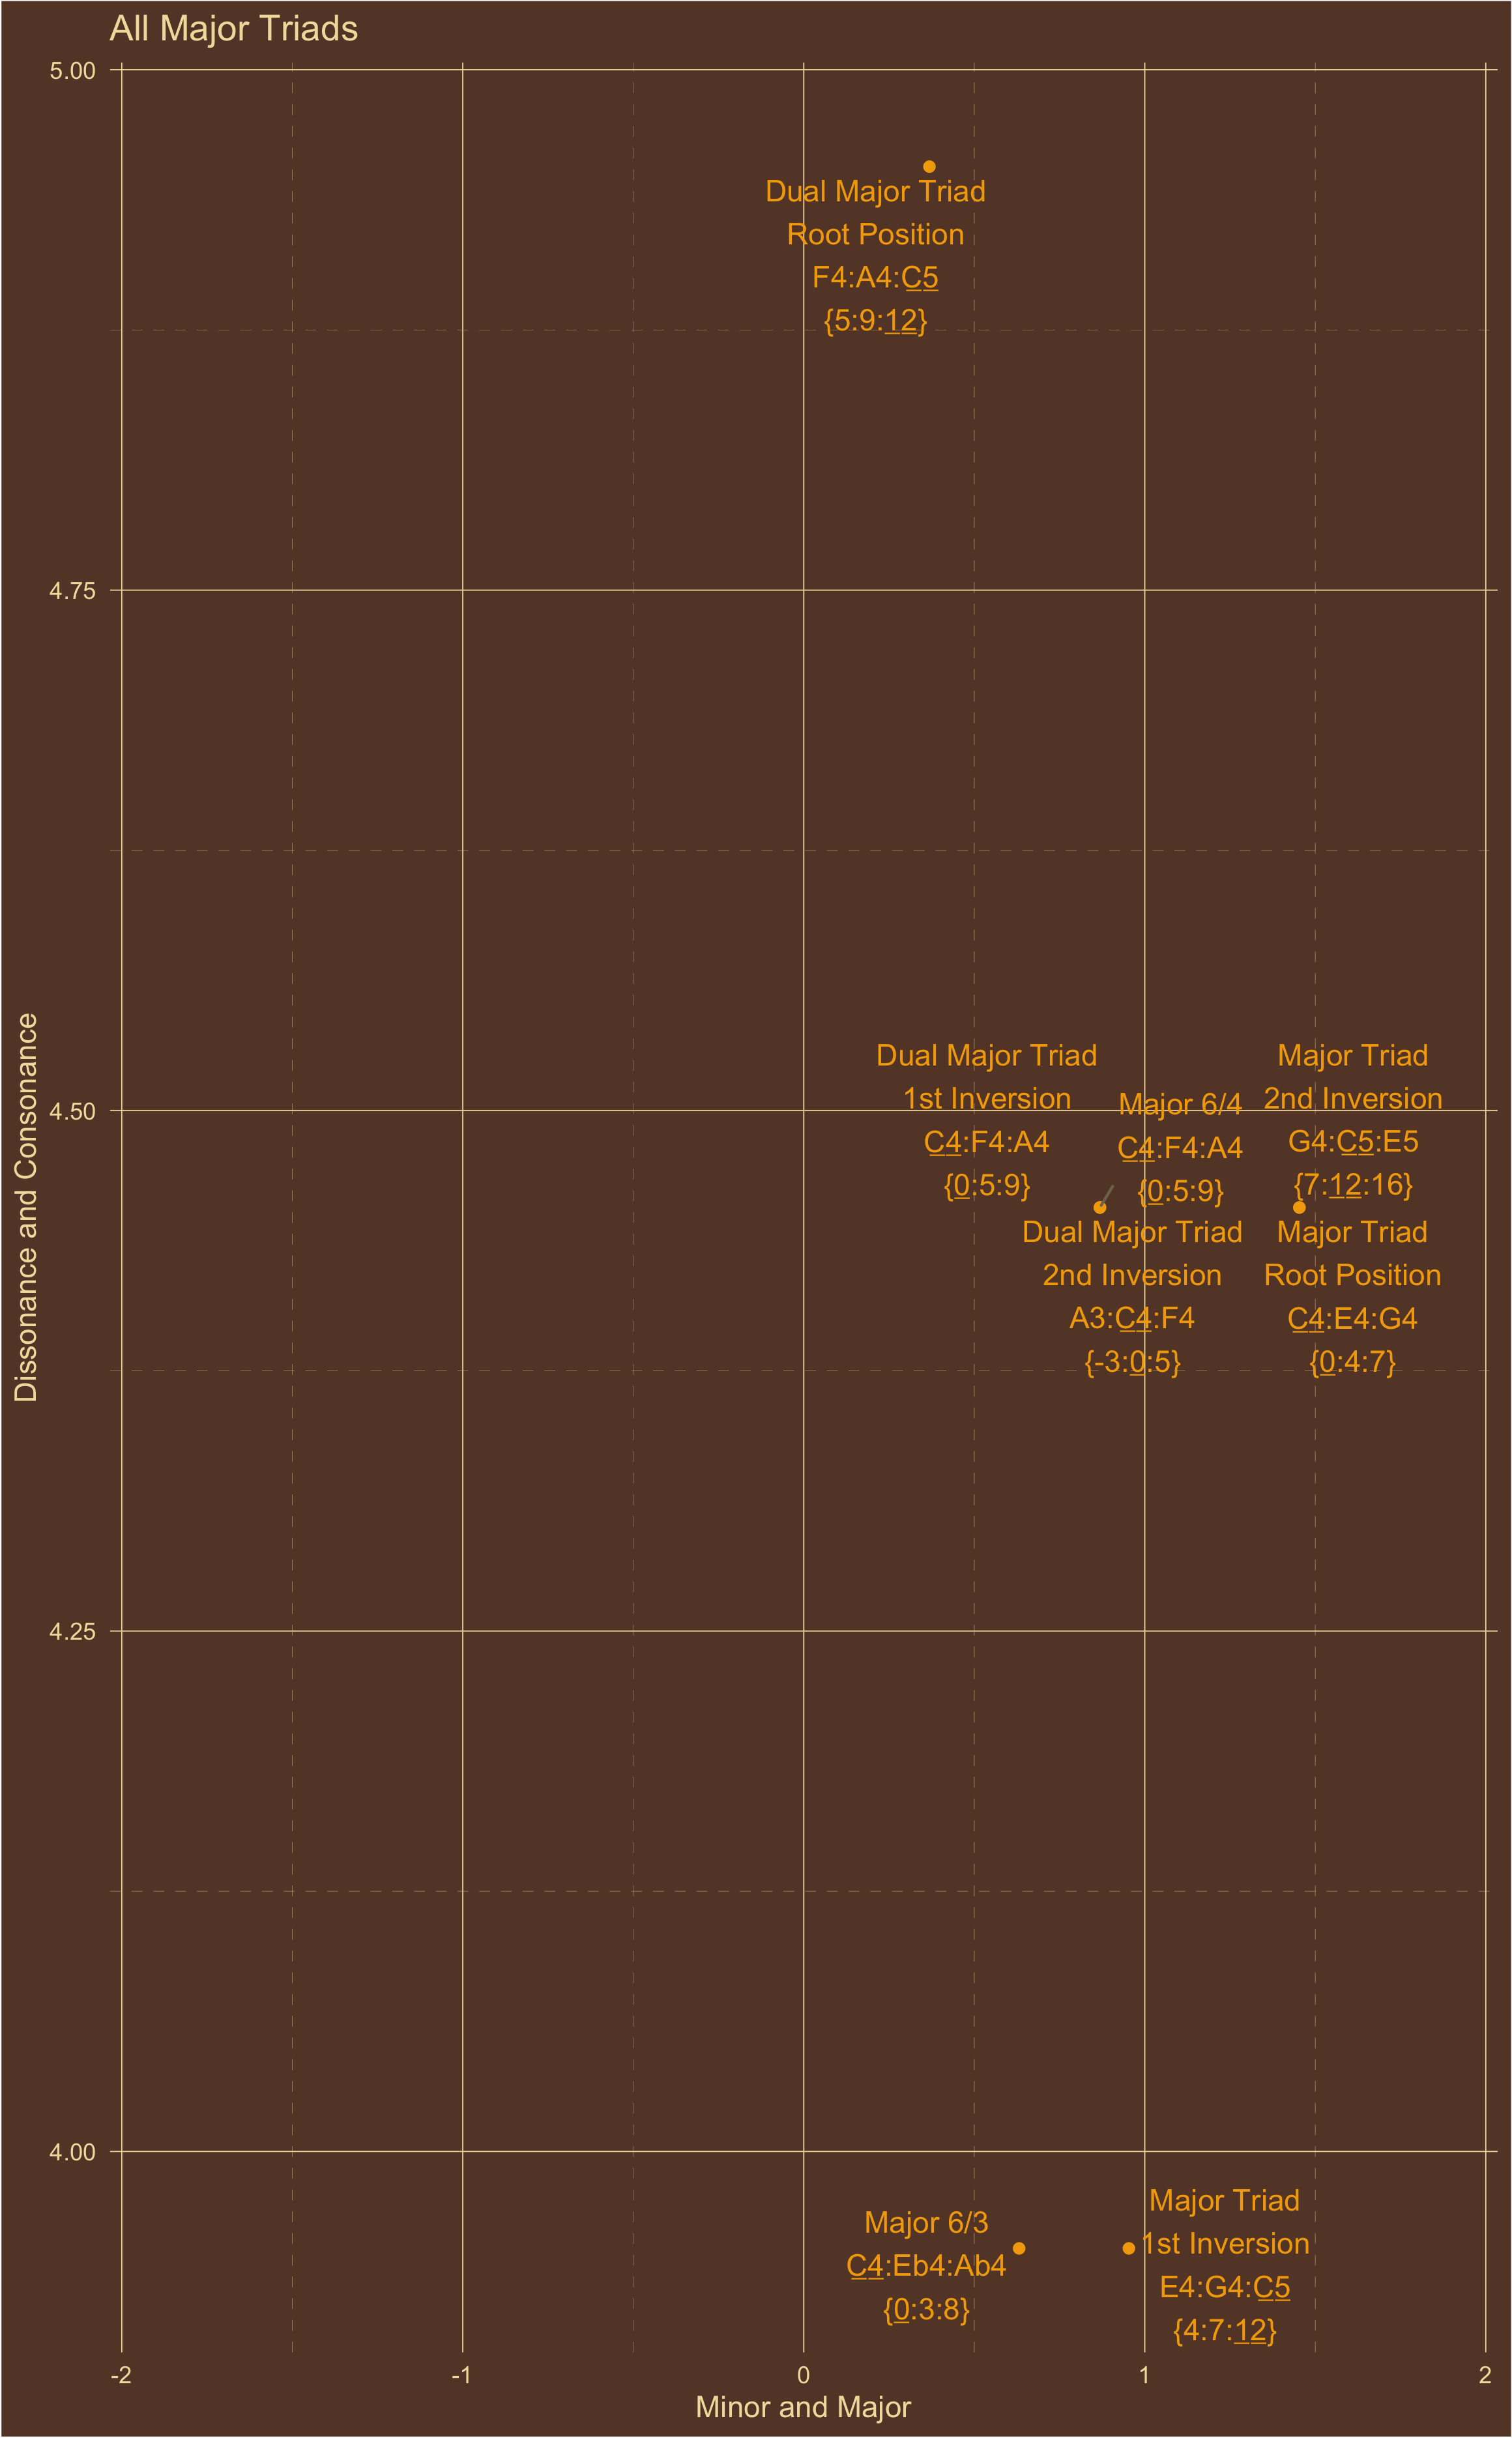 All Major Triads
5.00
Dual Major Triad
Root Position
F4:A4:C5
{5:9:12}
4.75
Dual Major Triad
1st Inversion
C4:F4:A4
{0:5:9}
Major 6/4
C4:F4:A4
{0:5:9}
Major Triad
2nd Inversion
G4:C5:E5
{7:12:16}
4.50
Dual Major Triad
2nd Inversion
A3:C4:F4
{-3:0:5}
Major Triad
Root Position
C4:E4:G4
{0:4:7}
Dissonance and Consonance
4.25
4.00
Major 6/3
C4:Eb4:Ab4
{0:3:8}
Major Triad
1st Inversion
E4:G4:C5
{4:7:12}
-2 -1 0 1 2
Minor and Major